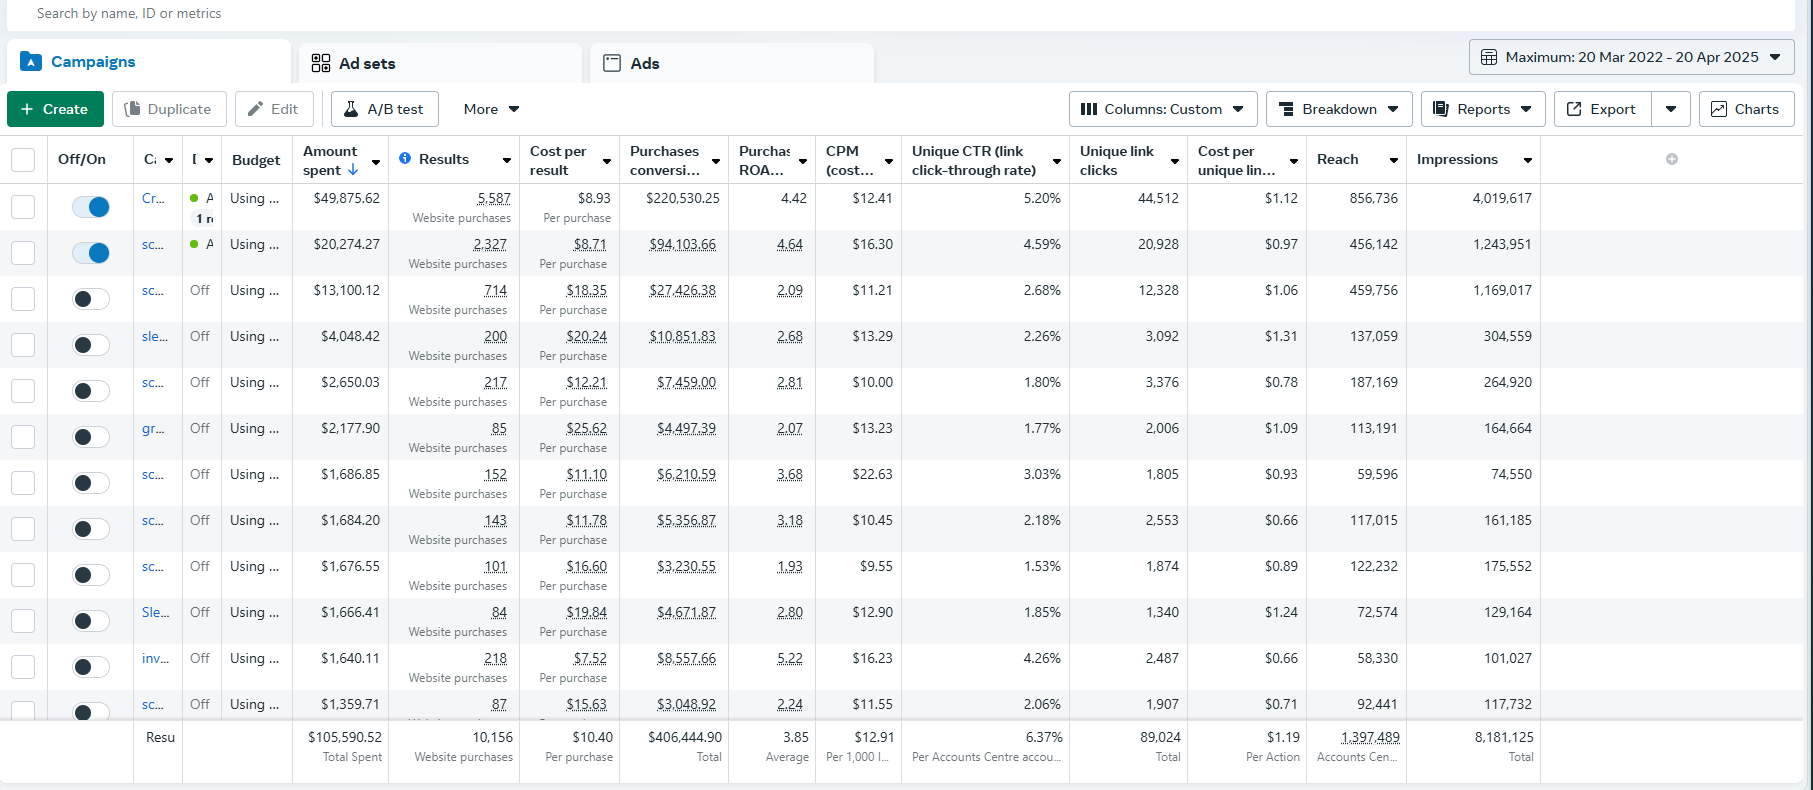 Search by name, ID or metrics
Campaigns Ad sets Ads Maximum: 20 Mar 2022 - 20 Apr 2025
+ Create Duplicate Edit A/B test More Columns: Custom Breakdown Reports Export Charts
Off/On Budget Amount spent ↓ Results Cost per result Purchases conversi... ROA... CPM (cost... Unique CTR (link click-through rate) Unique link clicks Cost per unique lin... Reach Impressions
Cr... A Using ... $49,875.62 5,587 $8.93 $220,530.25 4.42 $12.41 5.20% 44,512 $1.12 856,736 4,019,617
1 Website purchases Per purchase
sc... A Using ... $20,274.27 2,327 $8.71 $94,103.66 4.64 $16.30 4.59% 20,928 $0.97 456,142 1,243,951
Website purchases Per purchase
sc... Off Using ... $13,100.12 714 $18.35 $27,426.38 2.09 $11.21 2.68% 12,328 $1.06 459,756 1,169,017
Website purchases Per purchase
sle... Off Using ... $4,048.42 200 $20.24 $10,851.83 2.68 $13.29 2.26% 3,092 $1.31 137,059 304,559
Website purchases Per purchase
sc... Off Using ... $2,650.03 217 $12.21 $7,459.00 2.81 $10.00 1.80% 3,376 $0.78 187,169 264,920
Website purchases Per purchase
gr... Off Using ... $2,177.90 85 $25.62 $4,497.39 2.07 $13.23 1.77% 2,006 $1.09 113,191 164,664
Website purchases Per purchase
sc... Off Using ... $1,686.85 152 $11.10 $6,210.59 3.68 $22.63 3.03% 1,805 $0.93 59,596 74,550
Website purchases Per purchase
sc... Off Using ... $1,684.20 143 $11.78 $5,356.87 3.18 $10.45 2.18% 2,553 $0.66 117,015 161,185
Website purchases Per purchase
sc... Off Using ... $1,676.55 101 $16.60 $3,230.55 1.93 $9.55 1.53% 1,874 $0.89 122,232 175,552
Website purchases Per purchase
Sle... Off Using ... $1,666.41 84 $19.84 $4,671.87 2.80 $12.90 1.85% 1,340 $1.24 72,574 129,164
Website purchases Per purchase
inv... Off Using ... $1,640.11 218 $7.52 $8,557.66 5.22 $16.23 4.26% 2,487 $0.66 58,330 101,027
Website purchases Per purchase
sc... Off Using ... $1,359.71 87 $15.63 $3,048.92 2.24 $11.55 2.06% 1,907 $0.71 92,441 117,732
Resu $105,590.52 10,156 $10.40 $406,444.90 3.85 $12.91 6.37% 89,024 $1.19 1,397,489 8,181,125
Total Spent Website purchases Per purchase Total Average Per 1,000 I... Per Accounts Centre accou... Total Per Action Accounts Cen... Total